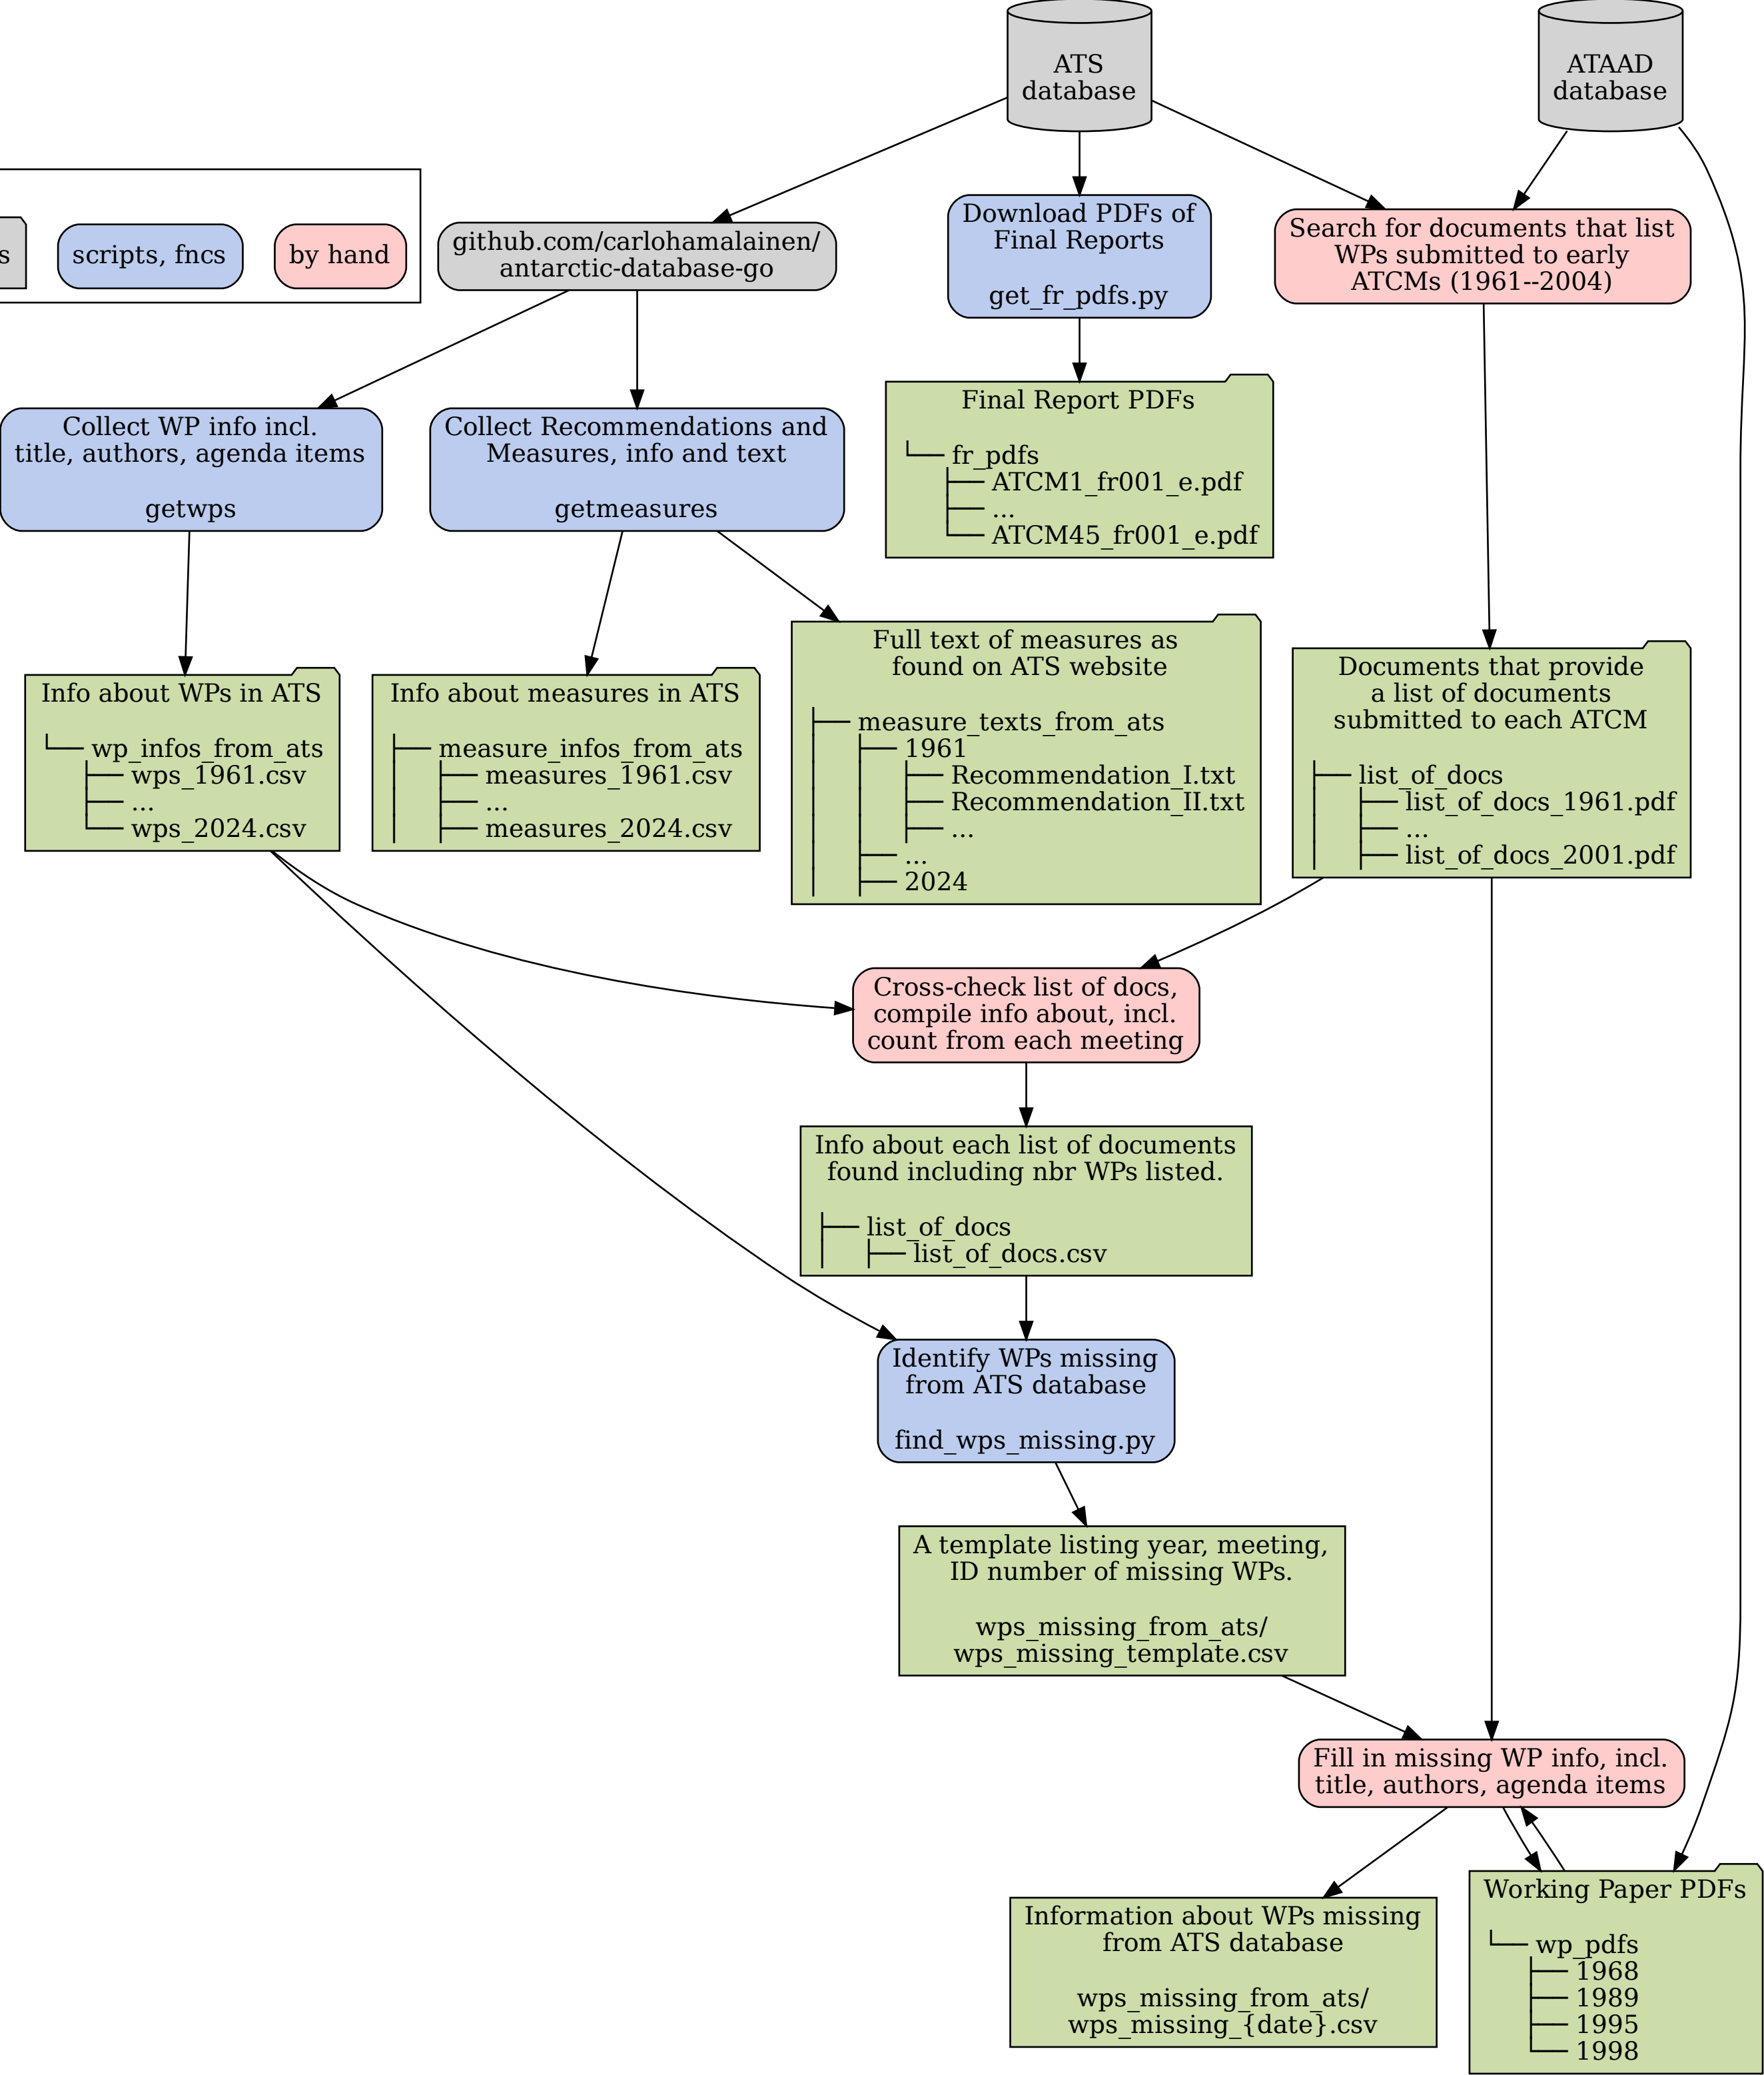 ATS
database
ATAAD
database
s
scripts, fncs
by hand
github.com/carlohamalainen/
antarctic-database-go
Download PDFs of
Final Reports
get_fr_pdfs.py
Search for documents that list
WPs submitted to early
ATCMs (1961--2004)
Collect WP info incl.
title, authors, agenda items
getwps
Collect Recommendations and
Measures, info and text
getmeasures
Final Report PDFs
└── fr_pdfs
├── ATCM1_fr001_e.pdf
├── ...
└── ATCM45_fr001_e.pdf
Info about WPs in ATS
└── wp_infos_from_ats
├── wps_1961.csv
├── ...
└── wps_2024.csv
Info about measures in ATS
├── measure_infos_from_ats
│ ├── measures_1961.csv
│ ├── ...
│ ├── measures_2024.csv
Full text of measures as
found on ATS website
├── measure_texts_from_ats
│ ├── 1961
│ │ ├── Recommendation_I.txt
│ │ ├── Recommendation_II.txt
│ │ ├── ...
│ ├── ...
│ ├── 2024
Documents that provide
a list of documents
submitted to each ATCM
├── list_of_docs
│ ├── list_of_docs_1961.pdf
│ ├── ...
│ ├── list_of_docs_2001.pdf
Cross-check list of docs,
compile info about, incl.
count from each meeting
Info about each list of documents
found including nbr WPs listed.
├── list_of_docs
│ ├── list_of_docs.csv
Identify WPs missing
from ATS database
find_wps_missing.py
A template listing year, meeting,
ID number of missing WPs.
wps_missing_from_ats/
wps_missing_template.csv
Fill in missing WP info, incl.
title, authors, agenda items
Information about WPs missing
from ATS database
wps_missing_from_ats/
wps_missing_{date}.csv
Working Paper PDFs
└── wp_pdfs
├── 1968
├── 1989
├── 1995
└── 1998